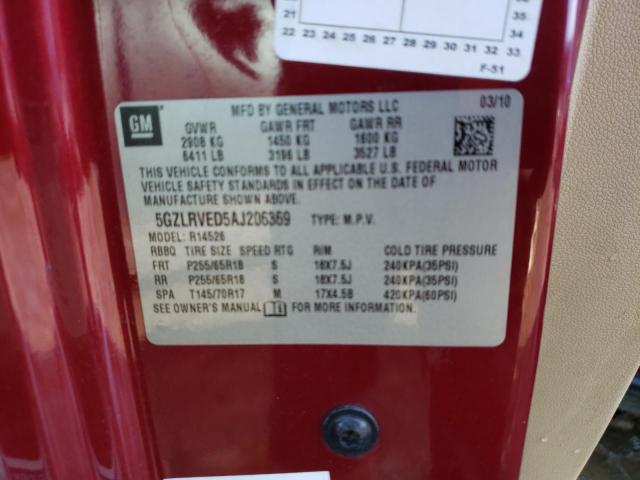 36
21 35
34
22 23 24 25 26 27 28 29 30 31 32 33
F-51
GM
MFD BY GENERAL MOTORS LLC 03/10
GVWR GAWR FRT GAWR RR
2908 KG 1450 KG 1600 KG
6411 LB 3196 LB 3527 LB
THIS VEHICLE CONFORMS TO ALL APPLICABLE U.S. FEDERAL MOTOR
VEHICLE SAFETY STANDARDS IN EFFECT ON THE DATE OF
MANUFACTURE SHOWN ABOVE.
5GZLRVED5AJ206369 TYPE: M.P.V.
MODEL: R14526
RBBQ TIRE SIZE SPEED RTG RIM COLD TIRE PRESSURE
FRT P255/65R18 S 18X7.5J 240KPA(35PSI)
RR P255/65R18 S 18X7.5J 240KPA(35PSI)
SPA T145/70R17 M 17X4.5B 420KPA(60PSI)
SEE OWNER'S MANUAL FOR MORE INFORMATION.